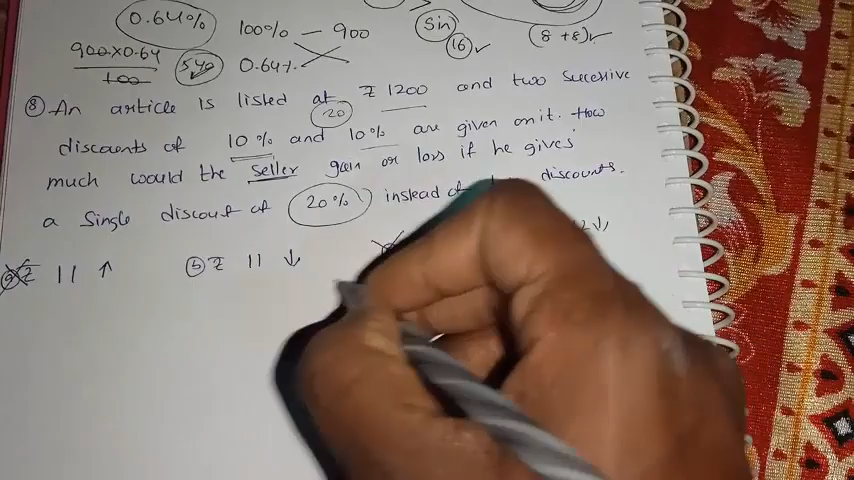 0.64% 100% — 900 Sin 16 ✓ (8 +8) ✓
900×0.64 540 0.64%
100
⑧ An article is listed at ₹ 1200 and two successive
20
discounts of 10% and 10% are given on it. How
much would the seller gain or loss if he gives
a Single discount of 20% instead of discounts.
ⓐ ₹ 11 ↑ ⓑ ₹ 11 ↓ 2 ↓